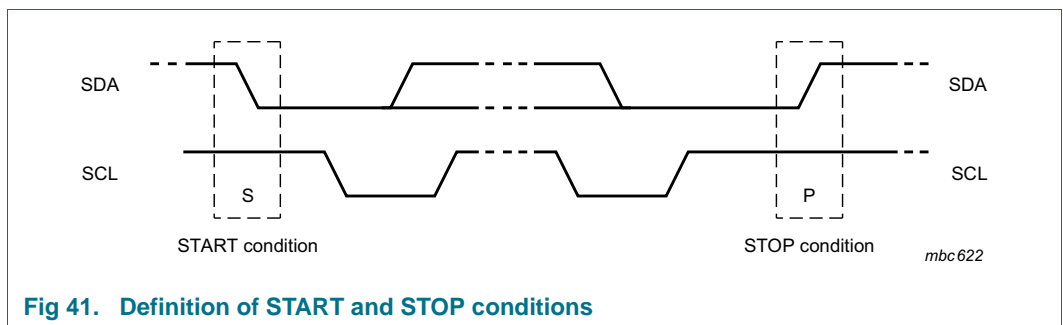 SDA
SDA
SCL
SCL
S
P
START condition
STOP condition
mbc622
Fig 41. Definition of START and STOP conditions